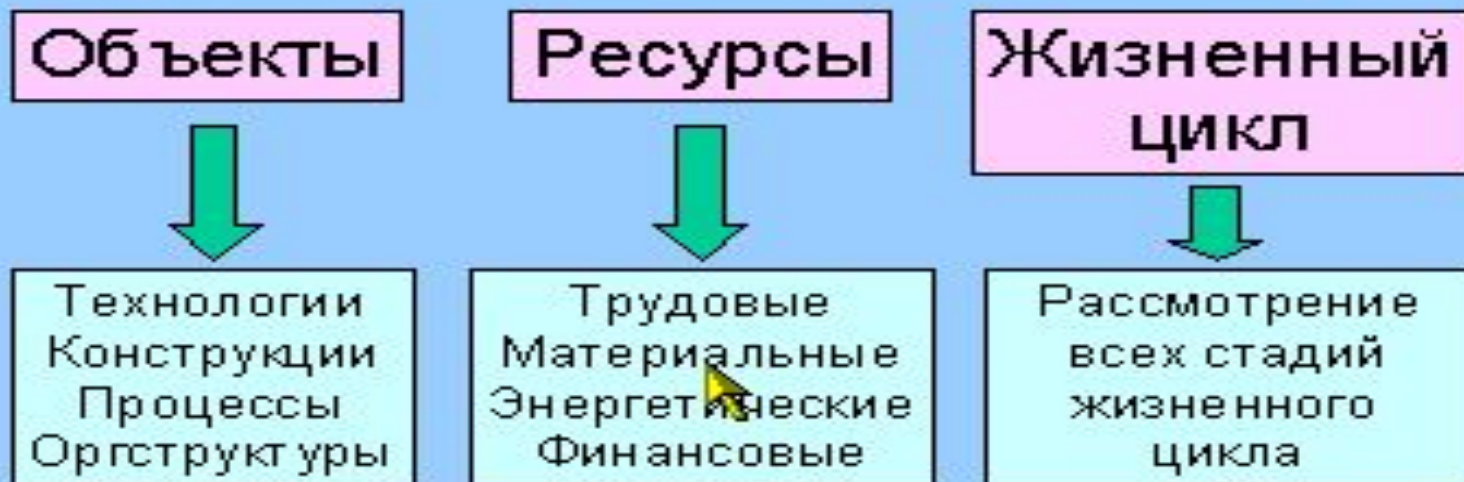 Объекты
Технологии
Конструкции
Процессы
Оргструктуры
Ресурсы
Трудовые
Материальные
Энергетические
Финансовые
Жизненный
цикл
Рассмотрение
всех стадий
жизненного
цикла